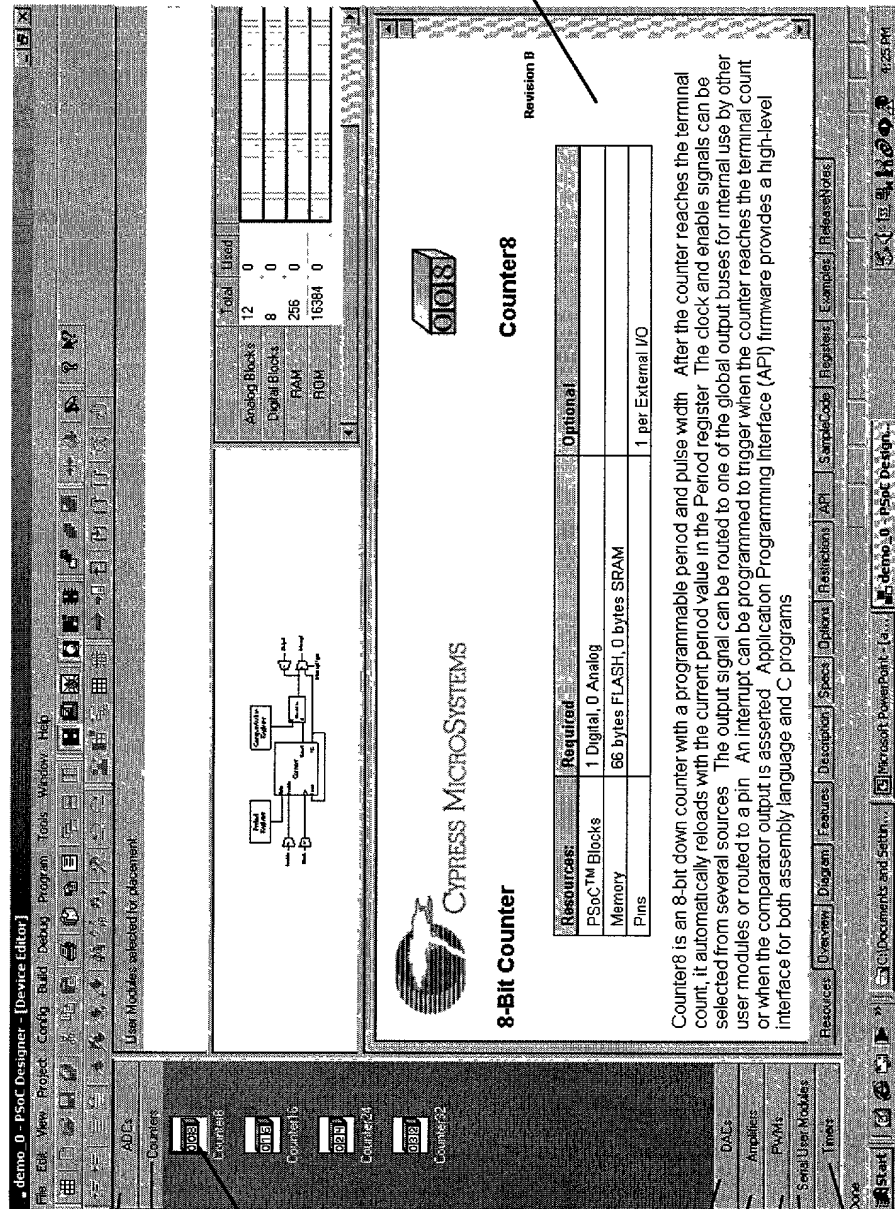 demo_0 - PSoC Designer - [Device Editor]
File Edit View Project Config Build Debug Program Tools Window Help
User Modules selected for placement
ADCs
Counters
Counter8
Counter16
Counter24
Counter32
DACs
Amplifiers
PWMs
Serial User Modules
Timers
Total Used
Analog Blocks 12 0
Digital Blocks 8 0
RAM 256 0
ROM 16384 0
CYPRESS MICROSYSTEMS
8-Bit Counter
Counter8
Revision B
Resources: Required Optional
PSoC™ Blocks 1 Digital, 0 Analog
Memory 66 bytes FLASH, 0 bytes SRAM
Pins 1 per External I/O
Counter8 is an 8-bit down counter with a programmable period and pulse width After the counter reaches the terminal
count, it automatically reloads with the current period value in the Period register The clock and enable signals can be
selected from several sources The output signal can be routed to one of the global output buses for internal use by other
user modules or routed to a pin An interrupt can be programmed to trigger when the counter reaches the terminal count
or when the comparator output is asserted Application Programming Interface (API) firmware provides a high-level
interface for both assembly language and C programs
Resources Overview Diagram Features Description Specs Options Restrictions API SampleCode Registers Examples ReleaseNotes
Done
Start C:\Documents and Settin... Microsoft PowerPoint - [a... demo_0 - PSoC Design... 4:25 PM